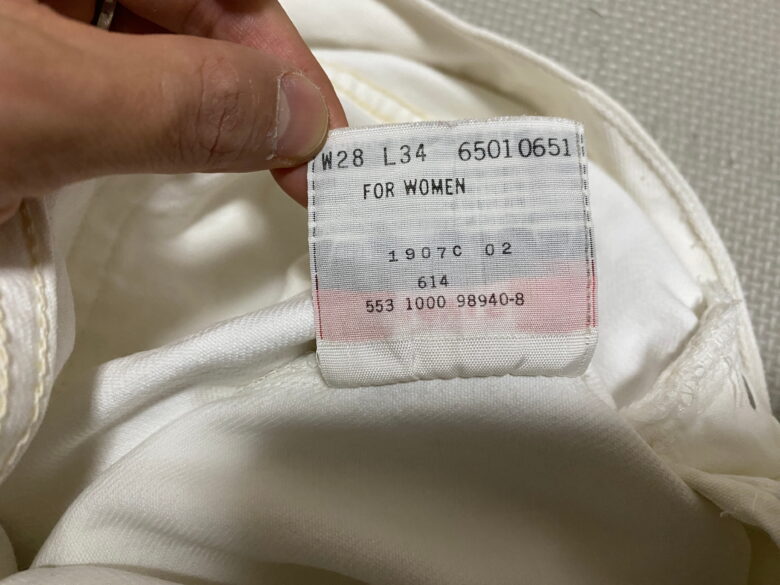 W28 L34 65010651
FOR WOMEN
1907C 02
614
553 1000 98940-8